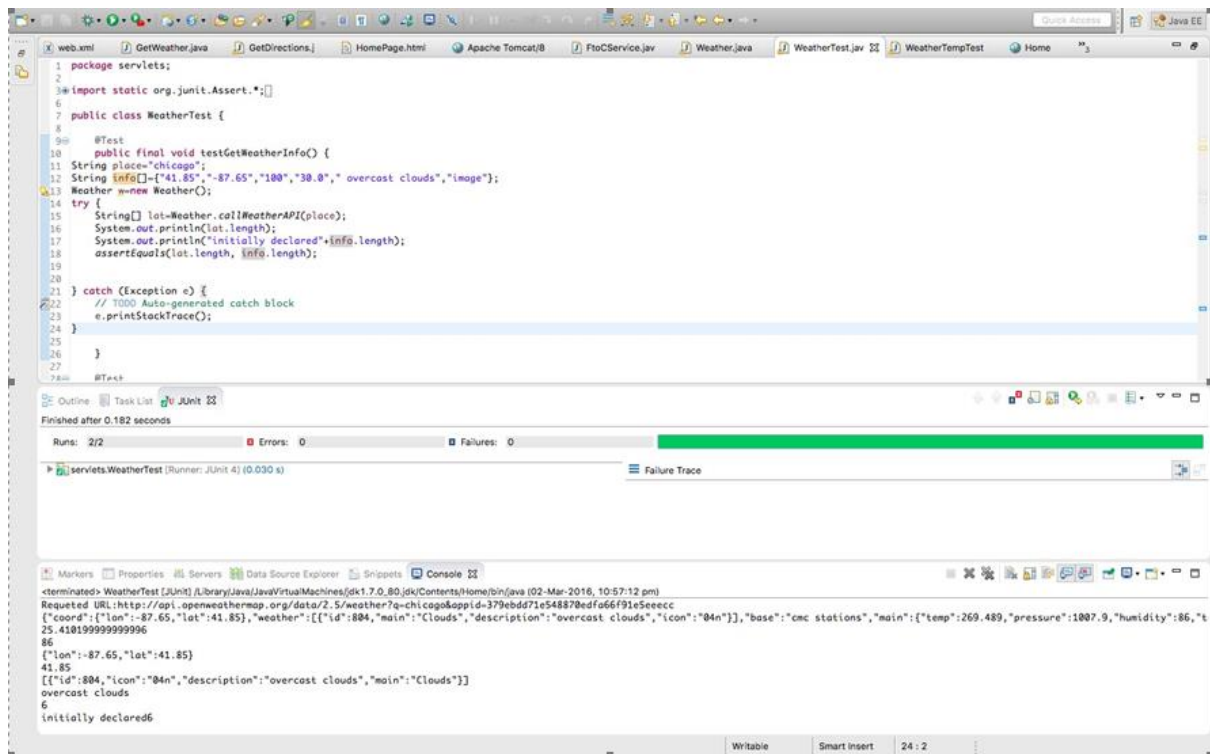 Quick Access
Java EE
web.xml GetWeather.java GetDirections.j HomePage.html Apache Tomcat/8 FtoCService.jav Weather.java WeatherTest.jav WeatherTempTest Home 3
1 package servlets;
2
3 import static org.junit.Assert.*;
6
7 public class WeatherTest {
8
9 @Test
10 public final void testGetWeatherInfo() {
11 String place="chicago";
12 String info[]={"41.85","-87.65","100","30.0"," overcast clouds","image"};
13 Weather w=new Weather();
14 try {
15 String[] lat=Weather.callWeatherAPI(place);
16 System.out.println(lat.length);
17 System.out.println("initially declared"+info.length);
18 assertEquals(lat.length, info.length);
19
20
21 } catch (Exception e) {
22 // TODO Auto-generated catch block
23 e.printStackTrace();
24 }
25
26 }
27
28 @Test
Outline Task List JUnit
Finished after 0.182 seconds
Runs: 2/2 Errors: 0 Failures: 0
servlets.WeatherTest [Runner: JUnit 4] (0.030 s) Failure Trace
Markers Properties Servers Data Source Explorer Snippets Console
<terminated> WeatherTest [JUnit] /Library/Java/JavaVirtualMachines/jdk1.7.0_80.jdk/Contents/Home/bin/java (02-Mar-2016, 10:57:12 pm)
Requeted URL:http://api.openweathermap.org/data/2.5/weather?q=chicago&appid=379ebdd71e548870edfa66f91e5eeecc
{"coord":{"lon":-87.65,"lat":41.85},"weather":[{"id":804,"main":"Clouds","description":"overcast clouds","icon":"04n"}],"base":"cmc stations","main":{"temp":269.489,"pressure":1007.9,"humidity":86,"t
25.410199999999996
86
{"lon":-87.65,"lat":41.85}
41.85
[{"id":804,"icon":"04n","description":"overcast clouds","main":"Clouds"}]
overcast clouds
6
initially declared6
Writable Smart Insert 24 : 2